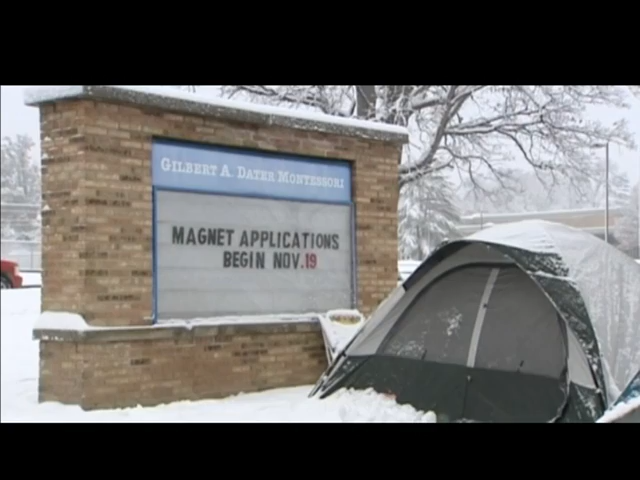 GILBERT A. DATER MONTESSORI
MAGNET APPLICATIONS
BEGIN NOV.19